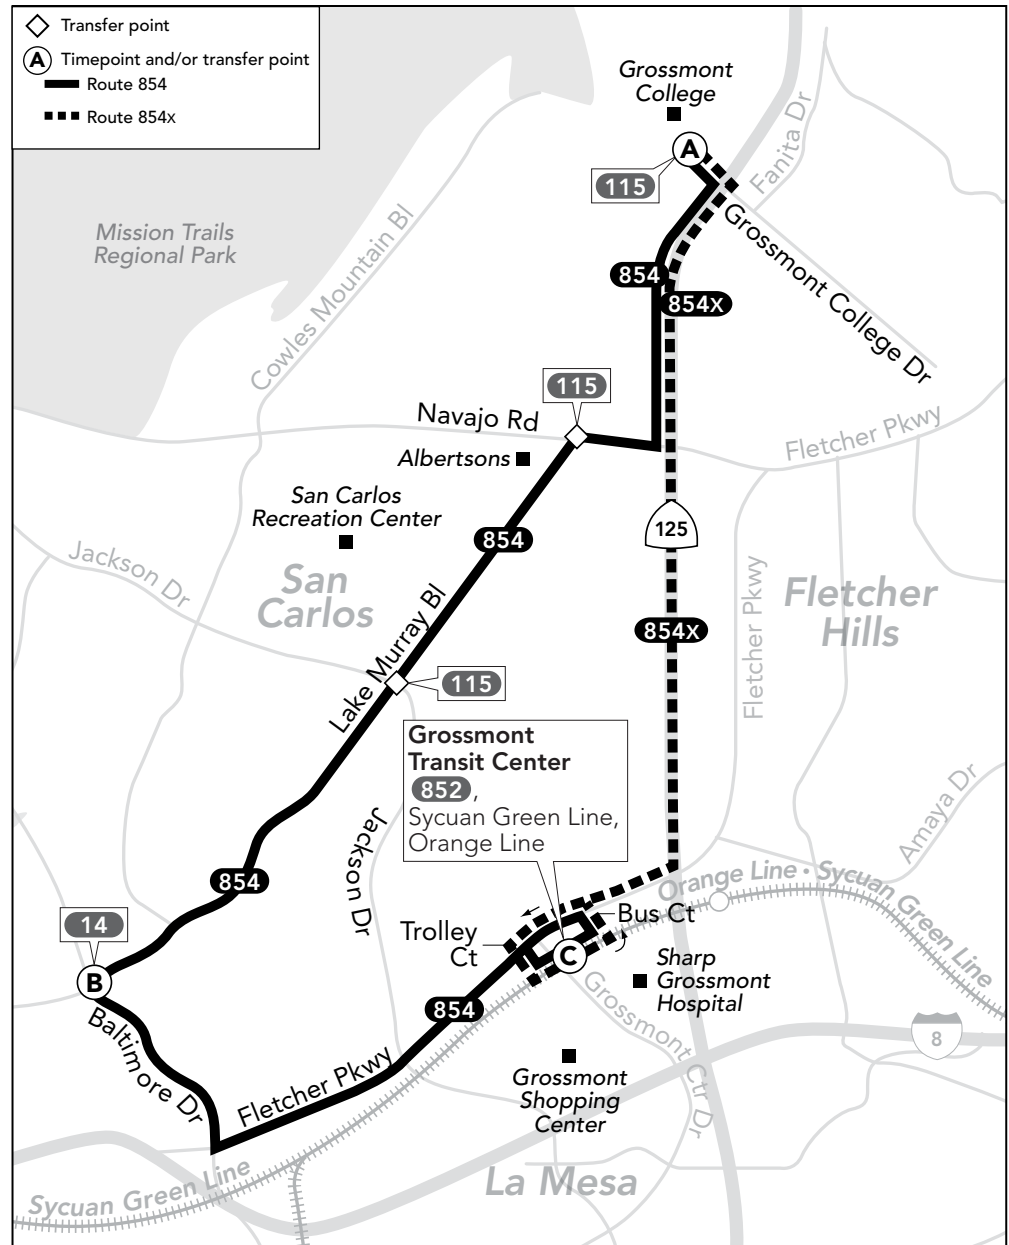 Transfer point
A
Timepoint and/or transfer point
Route 854
Route 854x
Grossmont
College
A
115
Fanita Dr
Mission Trails
Regional Park
Cowles Mountain Bl
Grossmont College Dr
854
854x
115
Navajo Rd
Fletcher Pkwy
Albertsons
San Carlos
Recreation Center
854
125
Jackson Dr
San
Carlos
Fletcher Pkwy
Fletcher
Hills
854x
Lake Murray Bl
115
Grossmont
Transit Center
852,
Sycuan Green Line,
Orange Line
Amaya Dr
Jackson Dr
854
Orange Line • Sycuan Green Line
14
Trolley
Ct
Bus Ct
C
B
Sharp
Grossmont
Hospital
854
Grossmont Ctr Dr
Baltimore Dr
8
Fletcher Pkwy
Grossmont
Shopping
Center
La Mesa
Sycuan Green Line